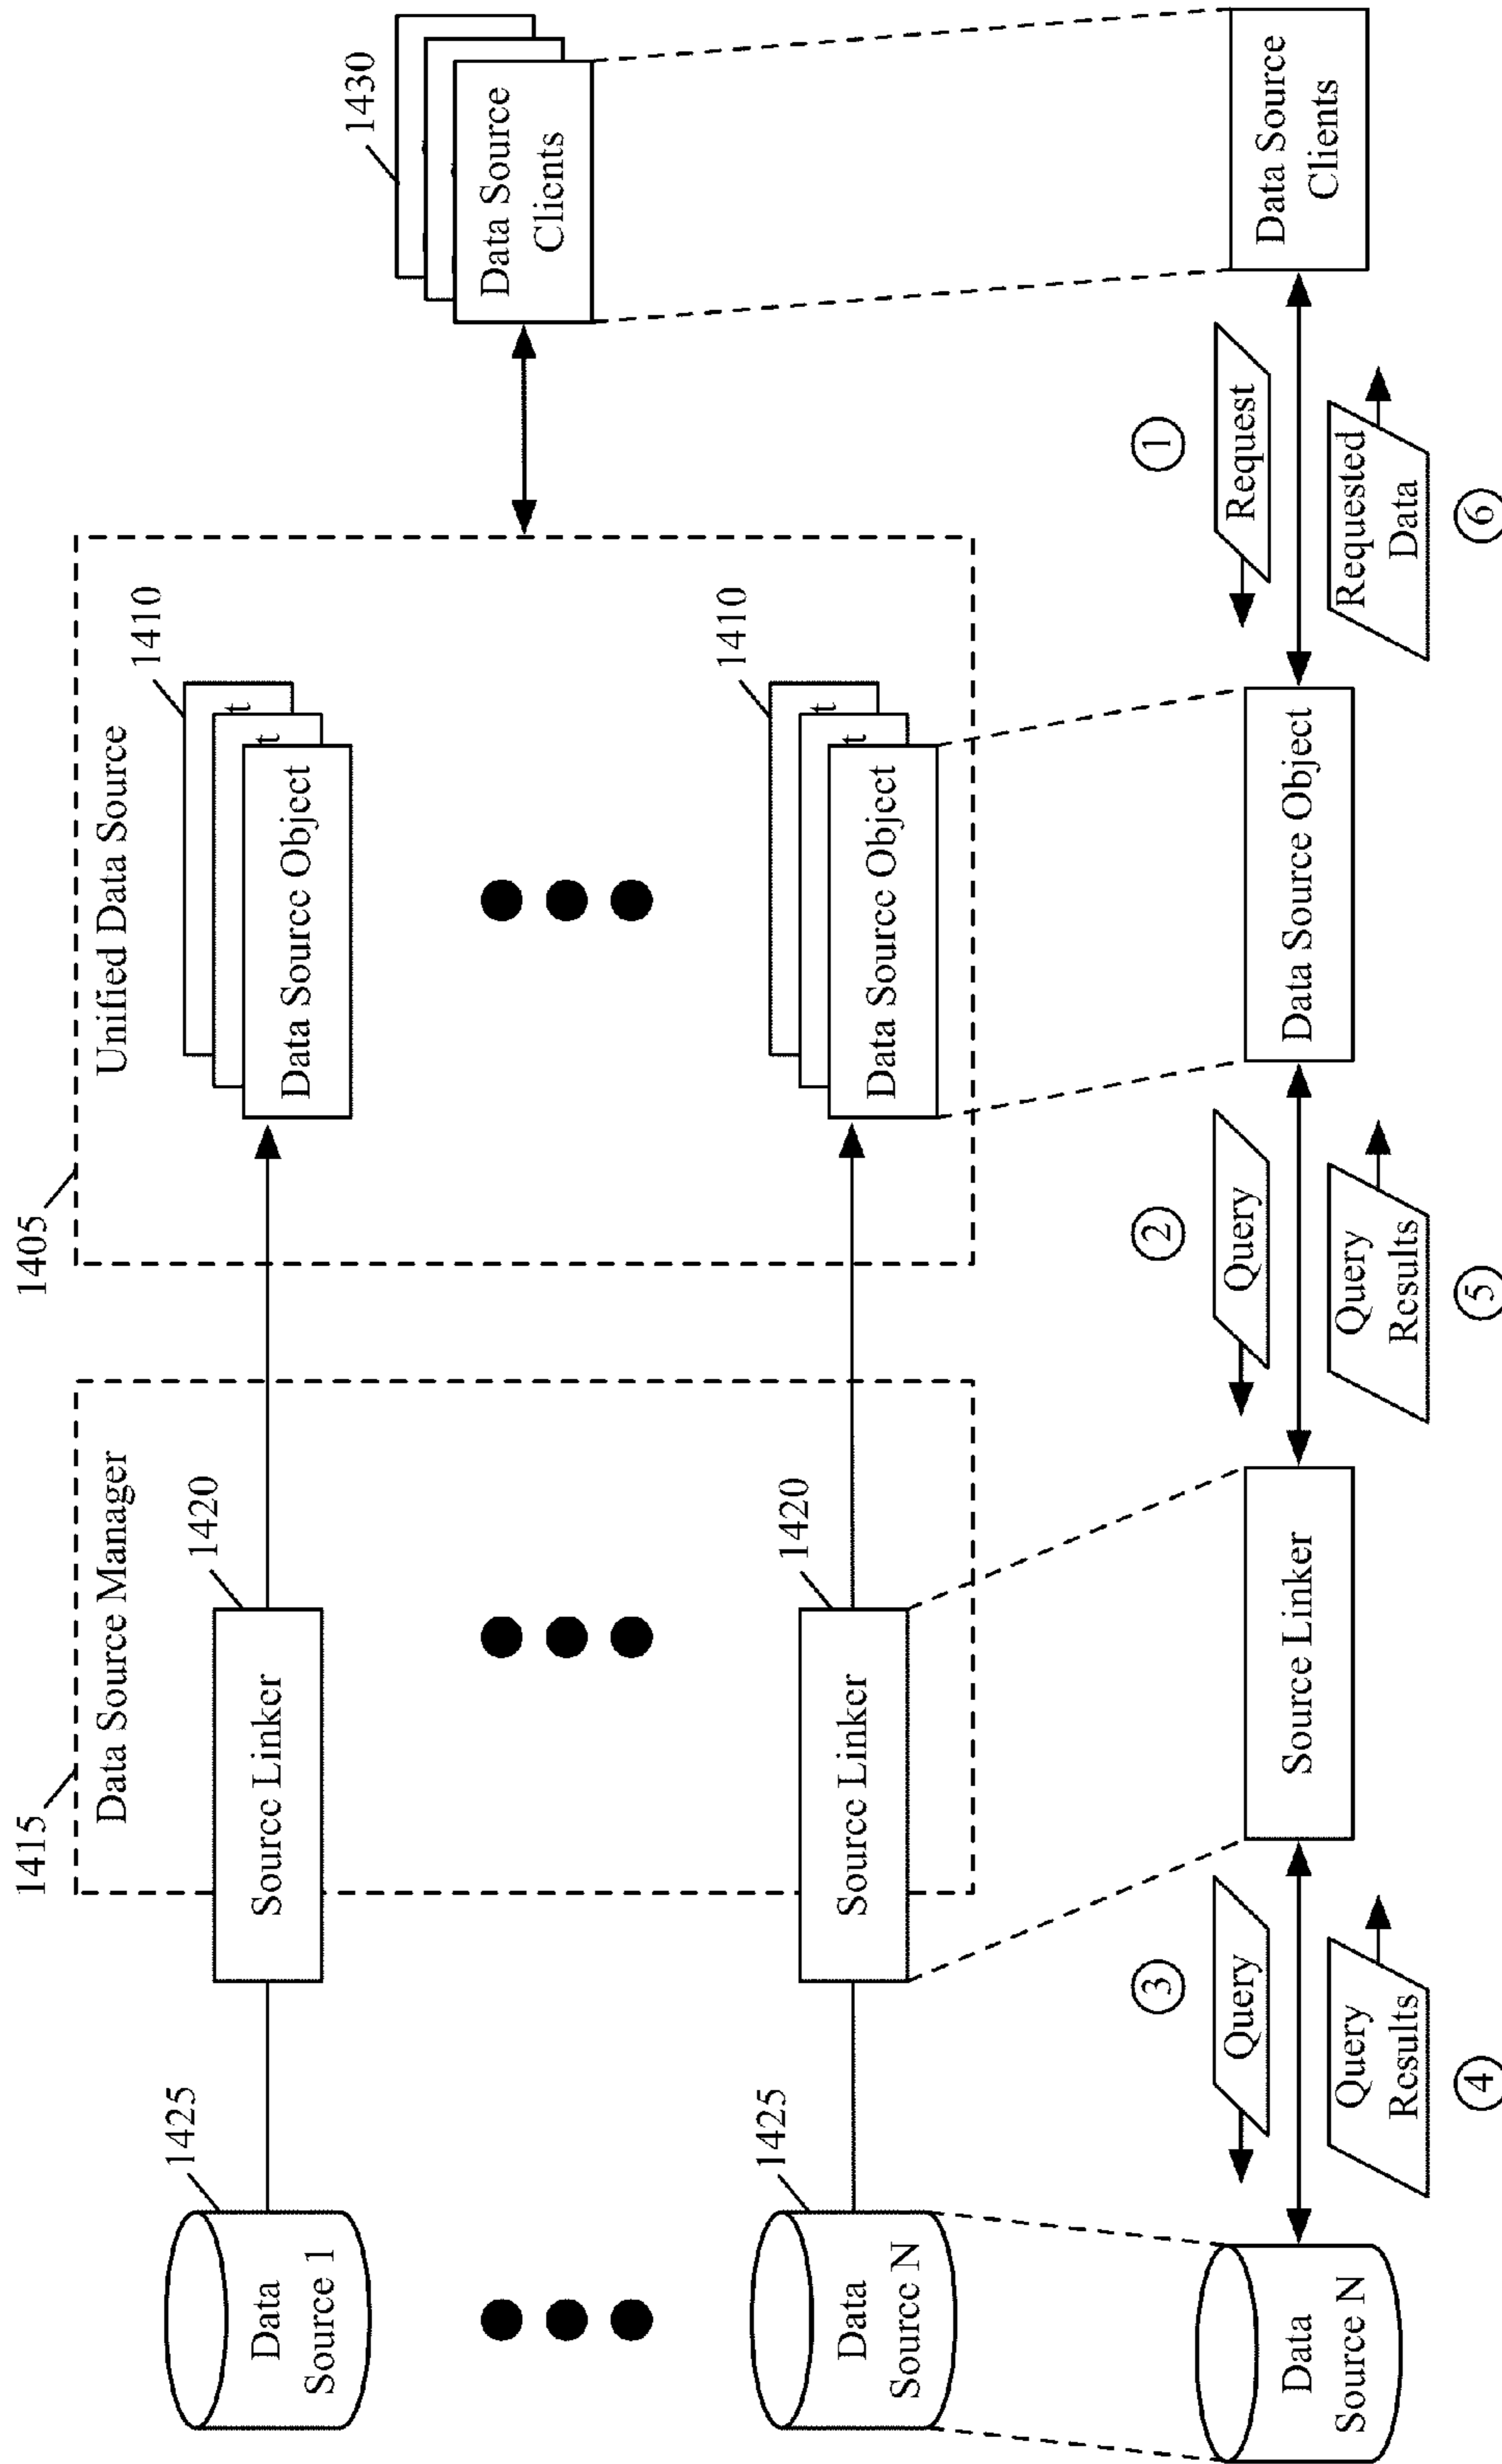 1405
1415
Unified Data Source
Data Source Manager
1425
1420
1410
1430
Data
Source 1
Source Linker
Data Source Object
t
t
Data Source
Clients
1425
1420
1410
Data
Source N
Source Linker
Data Source Object
t
t
3
2
1
Query
Query
Request
Data
Source N
Source Linker
Data Source Object
Data Source
Clients
Query
Results
Query
Results
Requested
Data
4
5
6